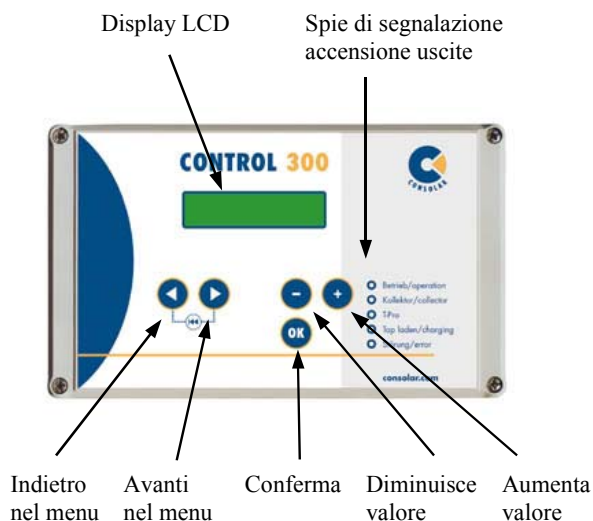 Display LCD
Spie di segnalazione
accensione uscite
CONTROL 300
CONSOLAR
Betrieb/operation
Kollektor/collector
T-Pro
Top laden/charging
Störung/error
OK
consolar.com
Indietro
nel menu
Avanti
nel menu
Conferma
Diminuisce
valore
Aumenta
valore